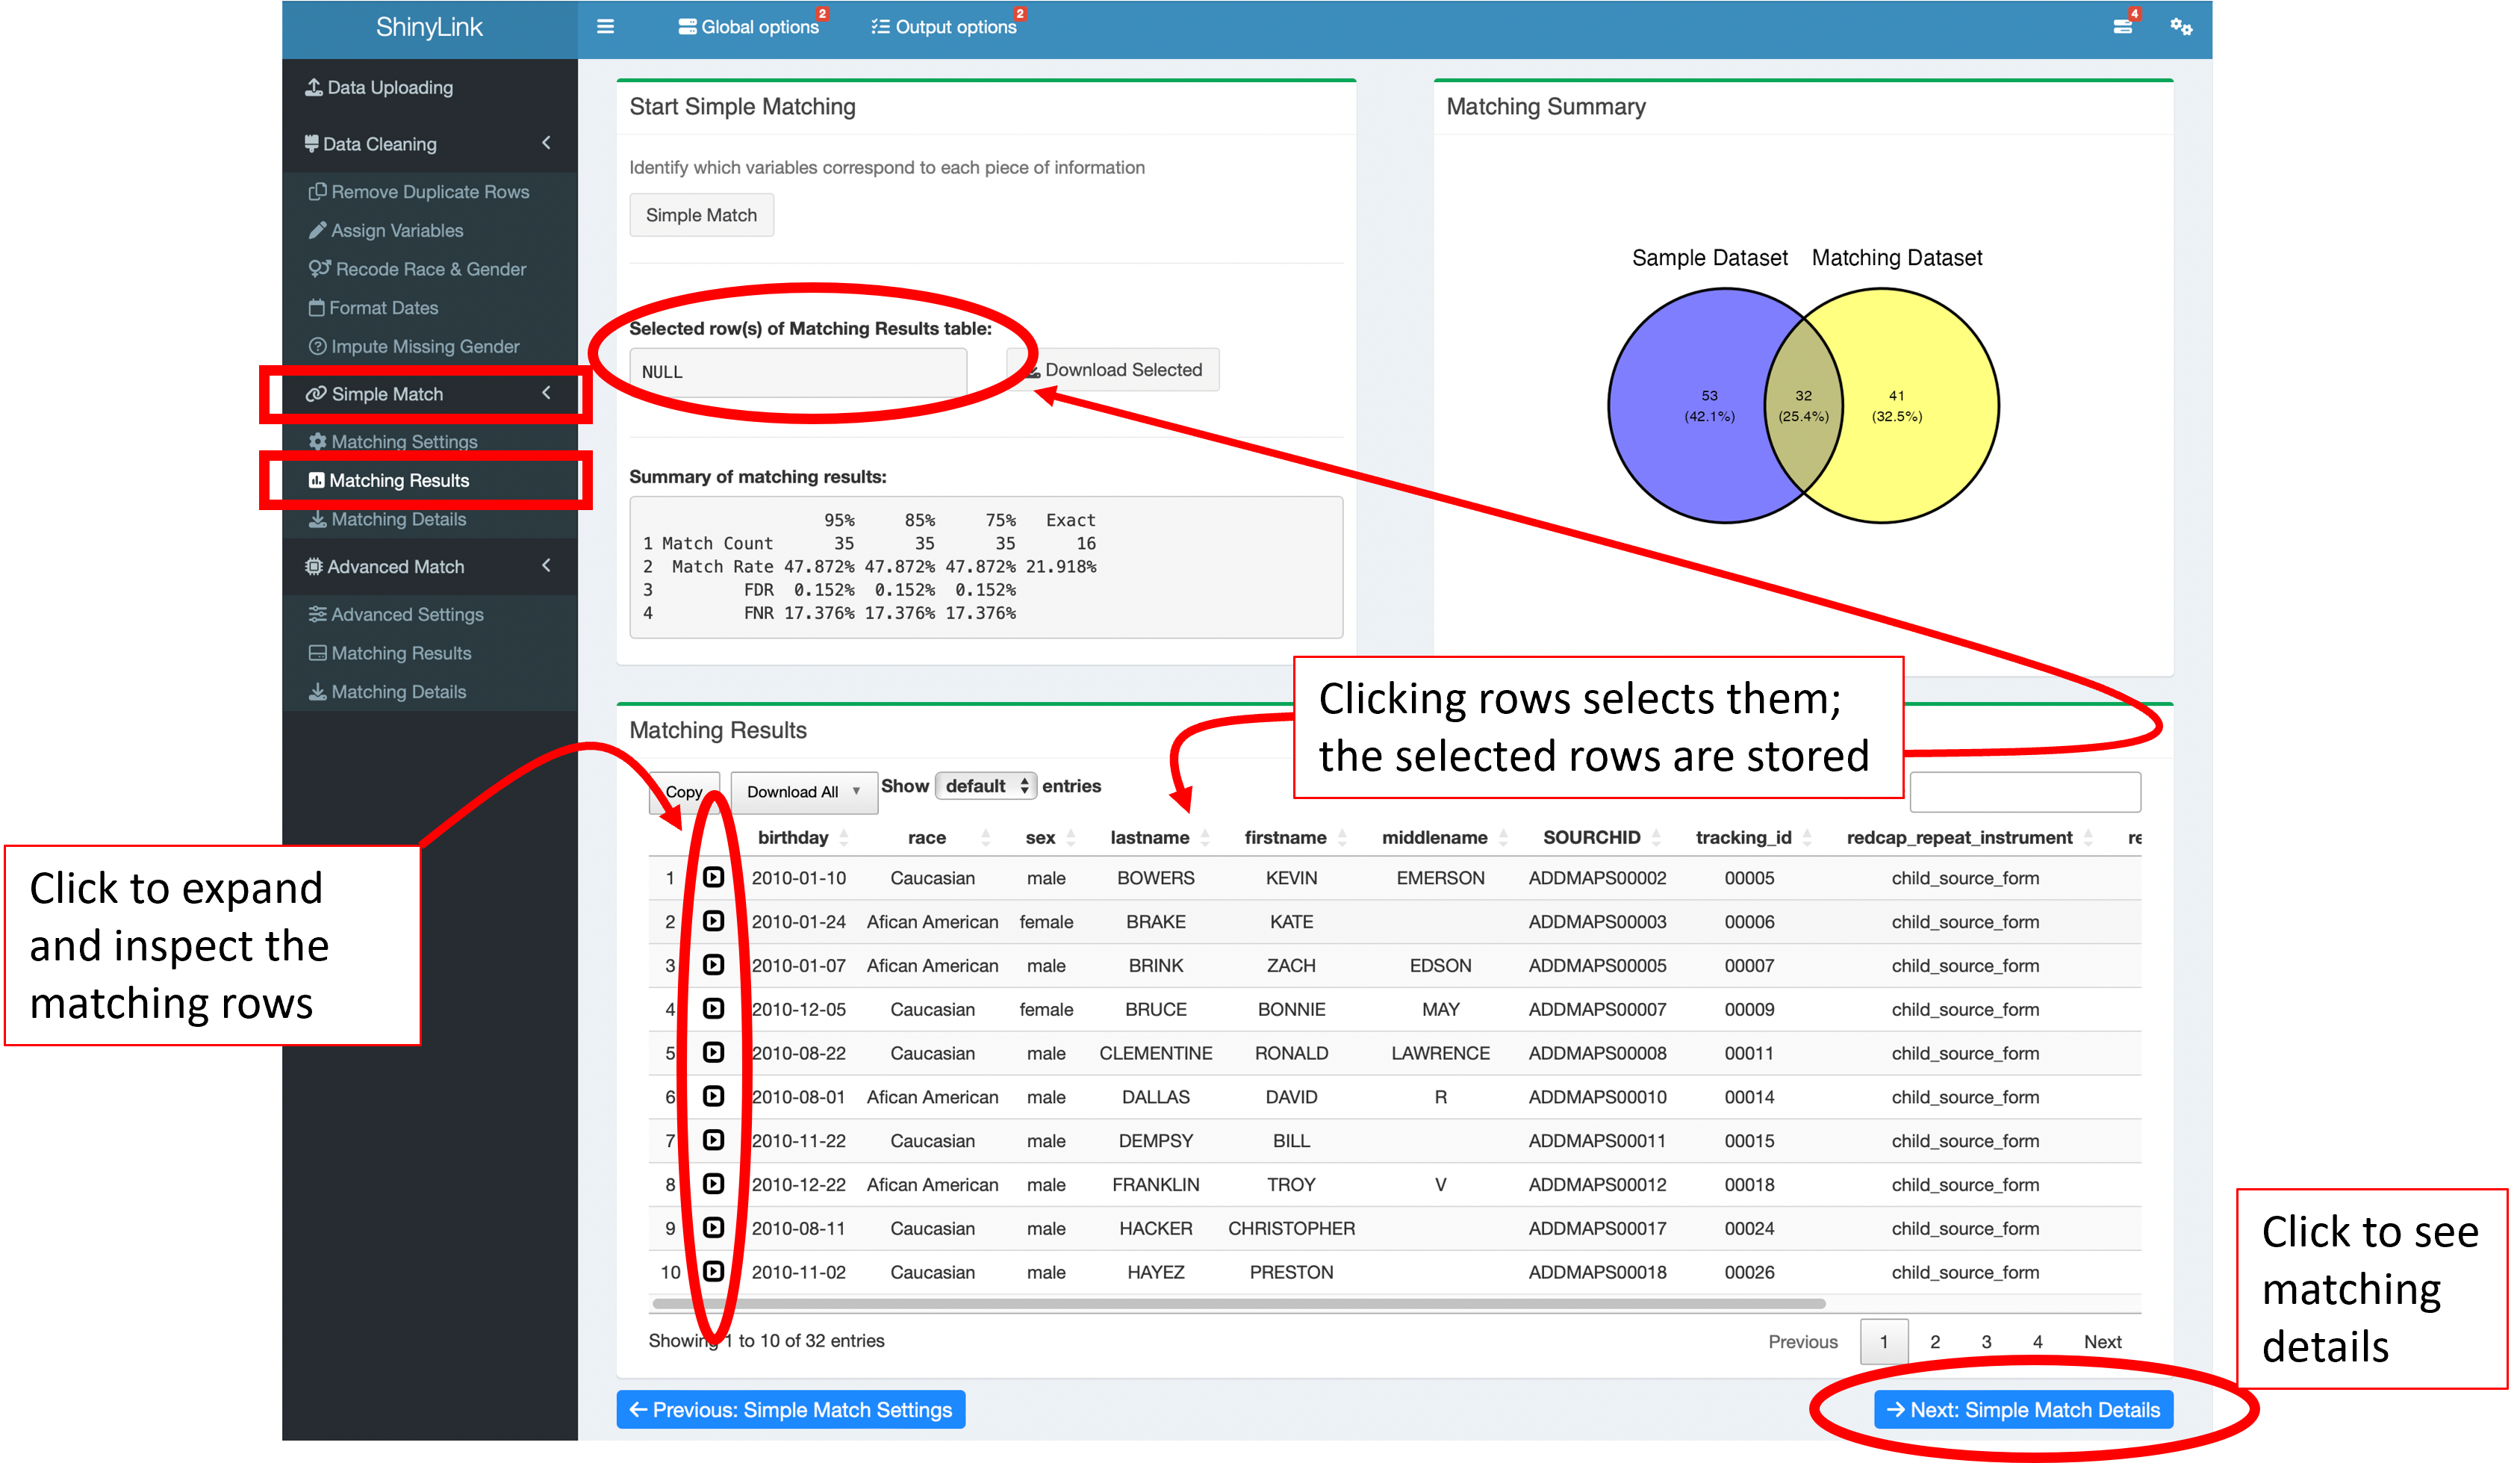 ShinyLink
Global options 2
Output options 2
4
Data Uploading
Data Cleaning
Remove Duplicate Rows
Assign Variables
Recode Race & Gender
Format Dates
Impute Missing Gender
Simple Match
Matching Settings
Matching Results
Matching Details
Advanced Match
Advanced Settings
Matching Results
Matching Details
Start Simple Matching
Identify which variables correspond to each piece of information
Simple Match
Selected row(s) of Matching Results table:
NULL
Download Selected
Summary of matching results:
95% 85% 75% Exact
1 Match Count 35 35 35 16
2 Match Rate 47.872% 47.872% 47.872% 21.918%
3 FDR 0.152% 0.152% 0.152%
4 FNR 17.376% 17.376% 17.376%
Matching Summary
Sample Dataset Matching Dataset
53 32 41
(42.1%) (25.4%) (32.5%)
Clicking rows selects them;
the selected rows are stored
Matching Results
Copy Download All Show default entries
birthday race sex lastname firstname middlename SOURCHID tracking_id redcap_repeat_instrument re
1 2010-01-10 Caucasian male BOWERS KEVIN EMERSON ADDMAPS00002 00005 child_source_form
2 2010-01-24 Afican American female BRAKE KATE ADDMAPS00003 00006 child_source_form
3 2010-01-07 Afican American male BRINK ZACH EDSON ADDMAPS00005 00007 child_source_form
4 2010-12-05 Caucasian female BRUCE BONNIE MAY ADDMAPS00007 00009 child_source_form
5 2010-08-22 Caucasian male CLEMENTINE RONALD LAWRENCE ADDMAPS00008 00011 child_source_form
6 2010-08-01 Afican American male DALLAS DAVID R ADDMAPS00010 00014 child_source_form
7 2010-11-22 Caucasian male DEMPSY BILL ADDMAPS00011 00015 child_source_form
8 2010-12-22 Afican American male FRANKLIN TROY V ADDMAPS00012 00018 child_source_form
9 2010-08-11 Caucasian male HACKER CHRISTOPHER ADDMAPS00017 00024 child_source_form
10 2010-11-02 Caucasian male HAYEZ PRESTON ADDMAPS00018 00026 child_source_form
Showing 1 to 10 of 32 entries
Previous 1 2 3 4 Next
Previous: Simple Match Settings
Next: Simple Match Details
Click to expand
and inspect the
matching rows
Click to see
matching
details